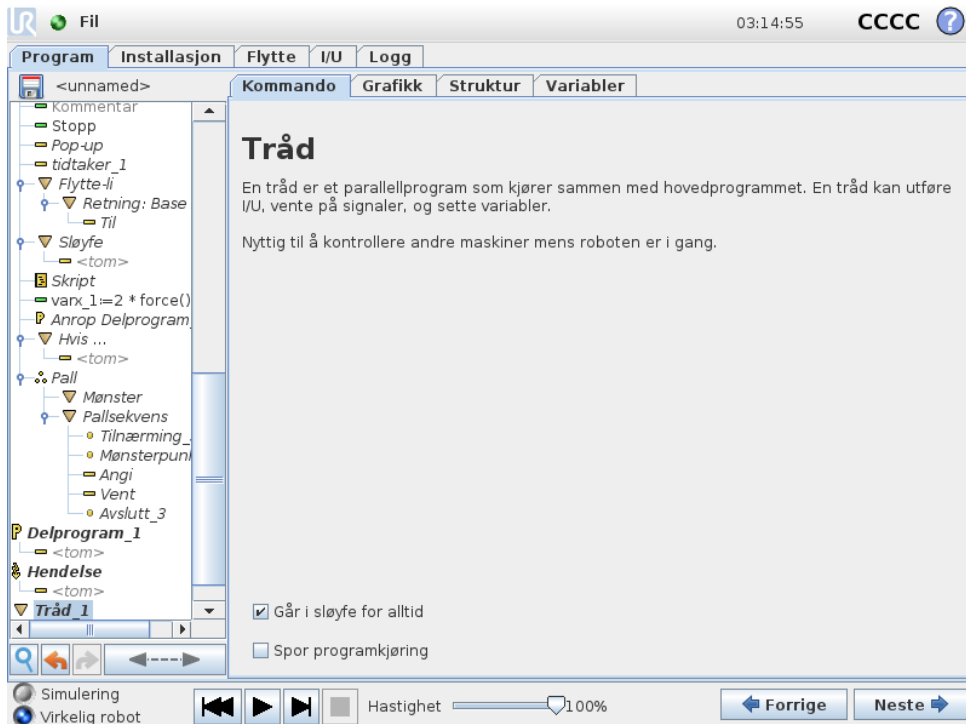 UR Fil 03:14:55 CCCC ?
Program Installasjon Flytte I/U Logg
<unnamed> Kommando Grafikk Struktur Variabler
Kommentar
Stopp
Pop-up
tidtaker_1
Flytte-li
Retning: Base
Til
Sløyfe
<tom>
Skript
varx_1:=2 * force()
Anrop Delprogram
Hvis ...
<tom>
Pall
Mønster
Pallsekvens
Tilnærming_
Mønsterpunk
Angi
Vent
Avslutt_3
P Delprogram_1
<tom>
Hendelse
<tom>
Tråd_1
Tråd
En tråd er et parallellprogram som kjører sammen med hovedprogrammet. En tråd kan utføre
I/U, vente på signaler, og sette variabler.
Nyttig til å kontrollere andre maskiner mens roboten er i gang.
Går i sløyfe for alltid
Spor programkjøring
Simulering
Virkelig robot
Hastighet 100%
Forrige Neste